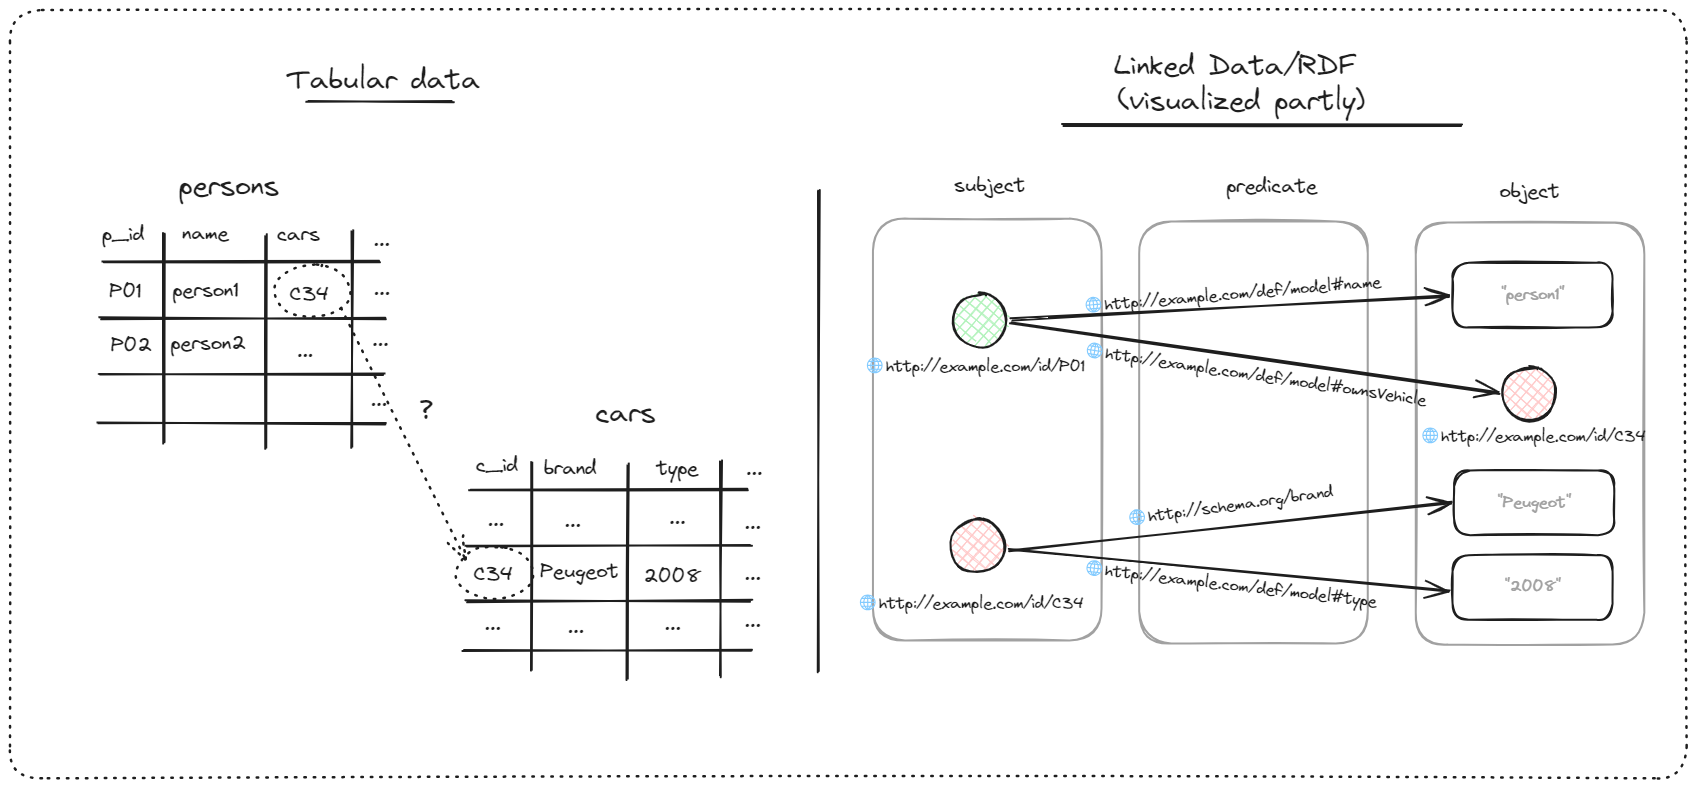 Tabular data
persons
p_id name cars ...
P01 person1 C34 ...
P02 person2 ... ...
...
?
cars
c_id brand type ...
... ... ... ...
C34 Peugeot 2008 ...
... ... ... ...
Linked Data/RDF
(visualized partly)
subject predicate object
http://example.com/def/model#name
"person1"
http://example.com/id/P01
http://example.com/def/model#ownsVehicle
http://example.com/id/C34
http://schema.org/brand
"Peugeot"
http://example.com/def/model#type
"2008"
http://example.com/id/C34